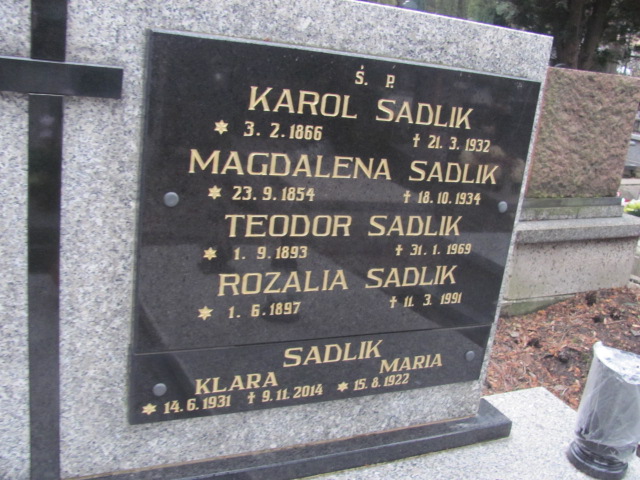 Ś. P.
KAROL SADLIK
* 3. 2. 1866 † 21. 3. 1932
MAGDALENA SADLIK
* 23. 9. 1854 † 18. 10. 1934
TEODOR SADLIK
* 1. 9. 1893 † 31. 1. 1969
ROZALIA SADLIK
* 1. 6. 1897 † 11. 3. 1991
SADLIK
KLARA MARIA
* 14. 6. 1931 † 9. 11. 2014 * 15. 8. 1922